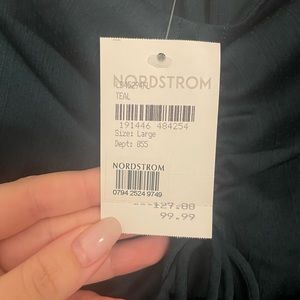 NORDSTROM
TEAL
191446 484254
Size: Large
Dept: 855
NORDSTROM
0794 2524 9749
127.00
99.99